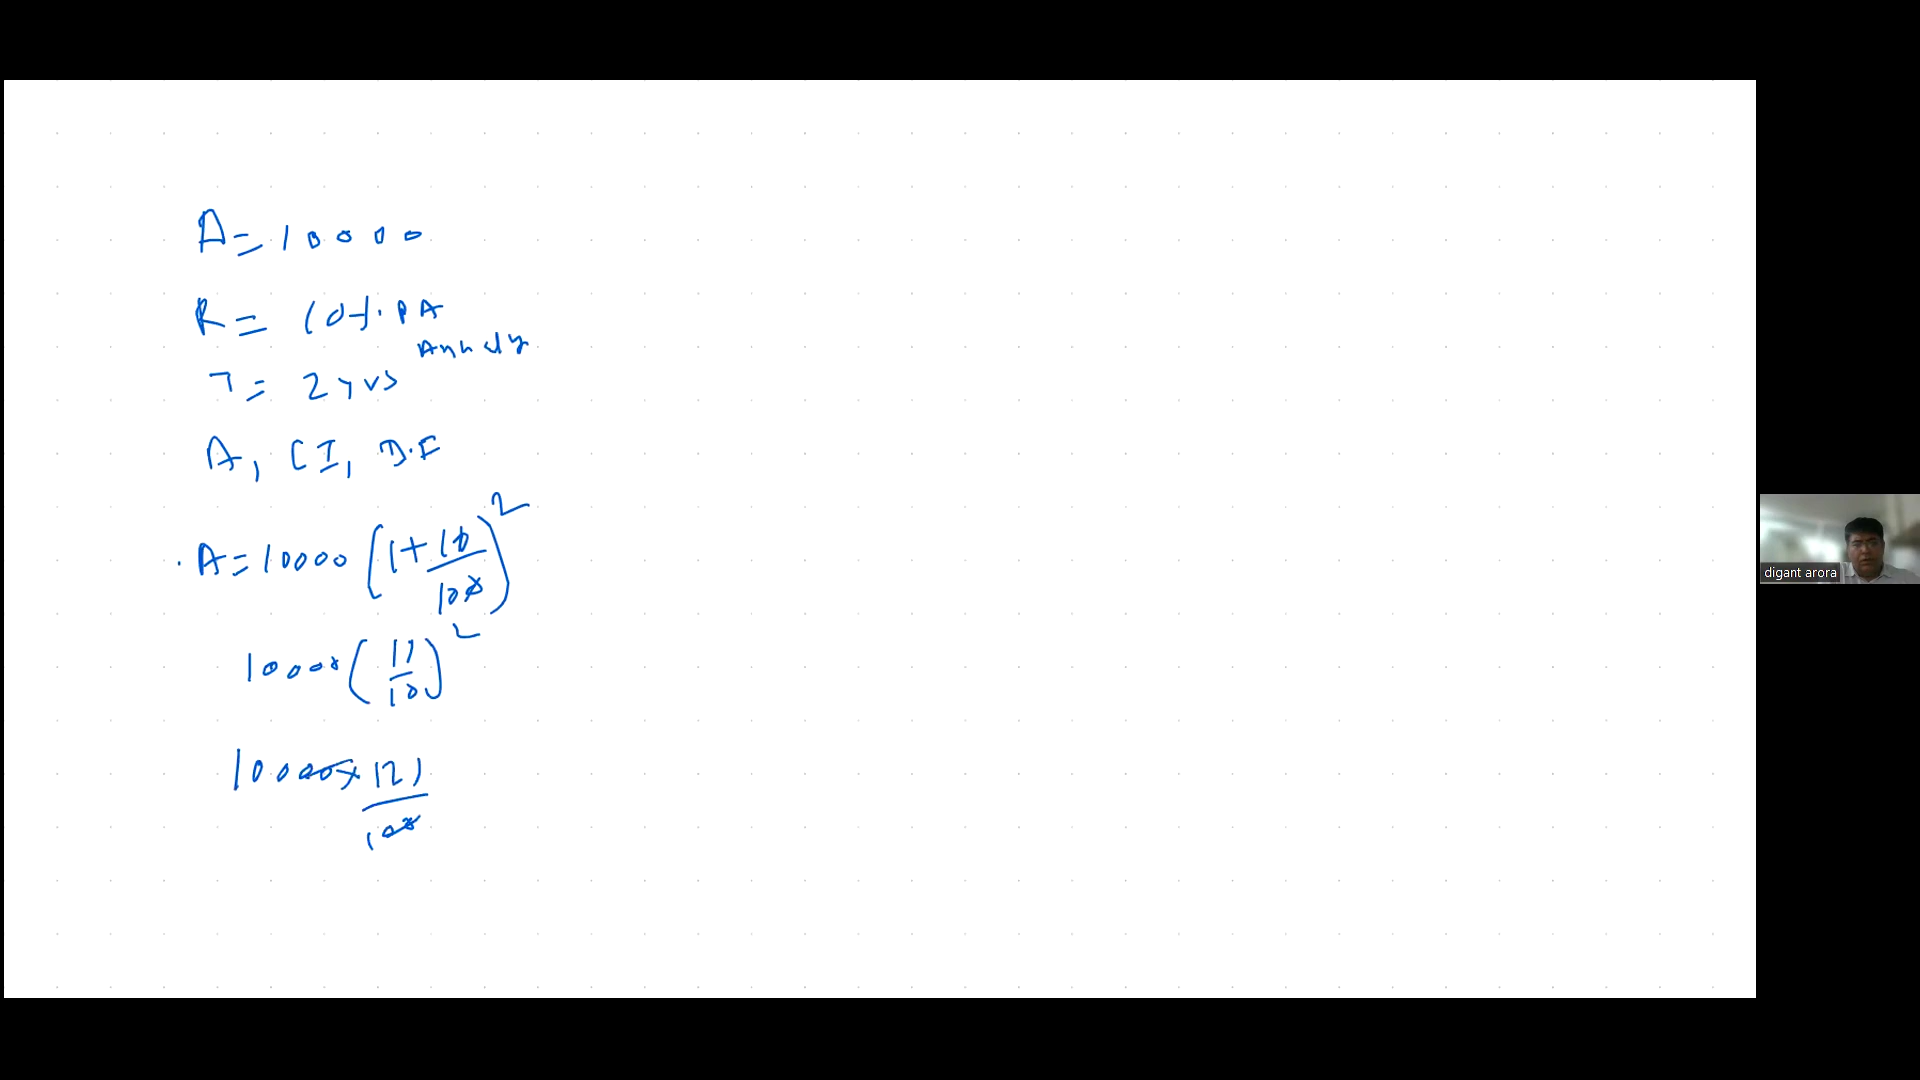 A = 10000
R = 10%. PA
Annualy
T = 2 yrs
A, CI, D.F
. A = 10000 (1 + 10/100)^2
10000 (11/10)^2
10000 x 121/100
digant arora